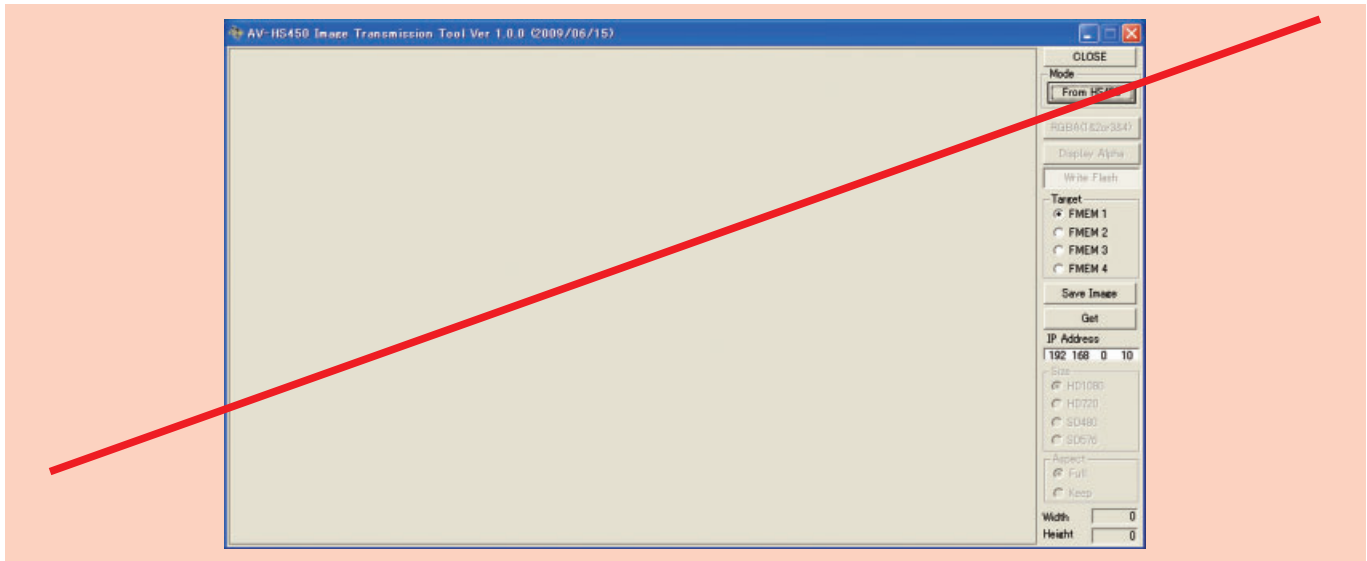 AV-HS450 Image Transmission Tool Ver 1.0.0 (2009/06/15)
CLOSE
Mode
From HS450
Display Alpha
Write Flash
Target
FMEM 1
FMEM 2
FMEM 3
FMEM 4
Save Image
Get
IP Address
192 168 0 10
Size
HD1080
HD720
SD480
SD576
Aspect
Full
Keep
Width 0
Height 0